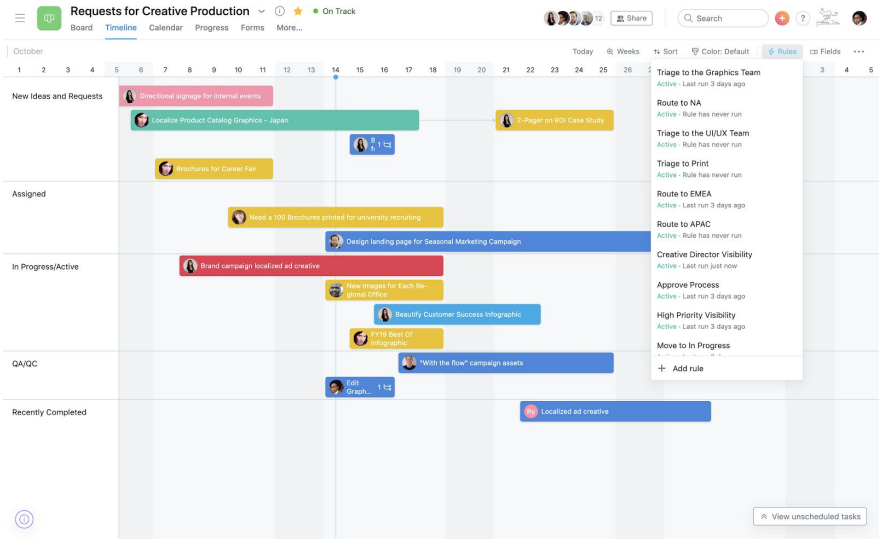 Requests for Creative Production
On Track
12
Share
Search
?
Board Timeline Calendar Progress Forms More...
October
Today
Weeks
Sort
Color: Default
Rules
Fields
1 2 3 4 5 6 7 8 9 10 11 12 13 14 15 16 17 18 19 20 21 22 23 24 25 26 3 4 5
New Ideas and Requests
Directional signage for internal events
Localize Product Catalog Graphics - Japan
2-Pager on ROI Case Study
B
1
Brochures for Career Fair
Assigned
Need a 100 Brochures printed for university recruiting
Design landing page for Seasonal Marketing Campaign
In Progress/Active
Brand campaign localized ad creative
New Images for Each Re-
gional Office
Beautify Customer Success Infographic
FY19 Best Of
Infographic
QA/QC
"With the flow" campaign assets
Edit
Graph...
1
Recently Completed
By
Localized ad creative
Triage to the Graphics Team
Active · Last run 3 days ago
Route to NA
Active · Rule has never run
Triage to the UI/UX Team
Active · Rule has never run
Triage to Print
Active · Rule has never run
Route to EMEA
Active · Last run 3 days ago
Route to APAC
Active · Rule has never run
Creative Director Visibility
Active · Last run just now
Approve Process
Active · Last run 3 days ago
High Priority Visibility
Active · Last run 3 days ago
Move to In Progress
+ Add rule
View unscheduled tasks